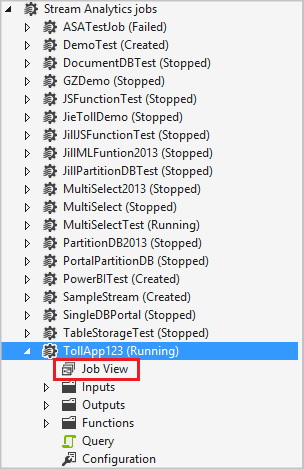 Stream Analytics jobs
ASATestJob (Failed)
DemoTest (Created)
DocumentDBTest (Stopped)
GZDemo (Stopped)
JSFunctionTest (Stopped)
JieTollDemo (Stopped)
JillJSFunctionTest (Stopped)
JillMLFuntion2013 (Stopped)
JillPartitionDBTest (Stopped)
MultiSelect2013 (Stopped)
MultiSelect (Stopped)
MultiSelectTest (Running)
PartitionDB2013 (Stopped)
PortalPartitionDB (Stopped)
PowerBITest (Created)
SampleStream (Created)
SingleDBPortal (Stopped)
TableStorageTest (Stopped)
TollApp123 (Running)
Job View
Inputs
Outputs
Functions
Query
Configuration